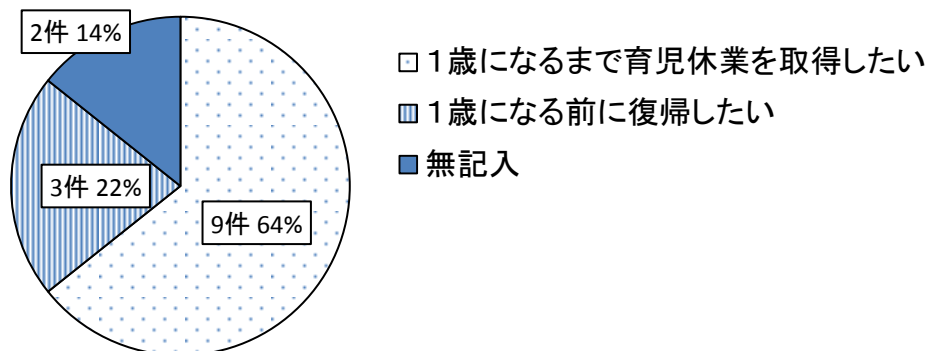 2件 14%
3件 22%
9件 64%
１歳になるまで育児休業を取得したい
１歳になる前に復帰したい
無記入